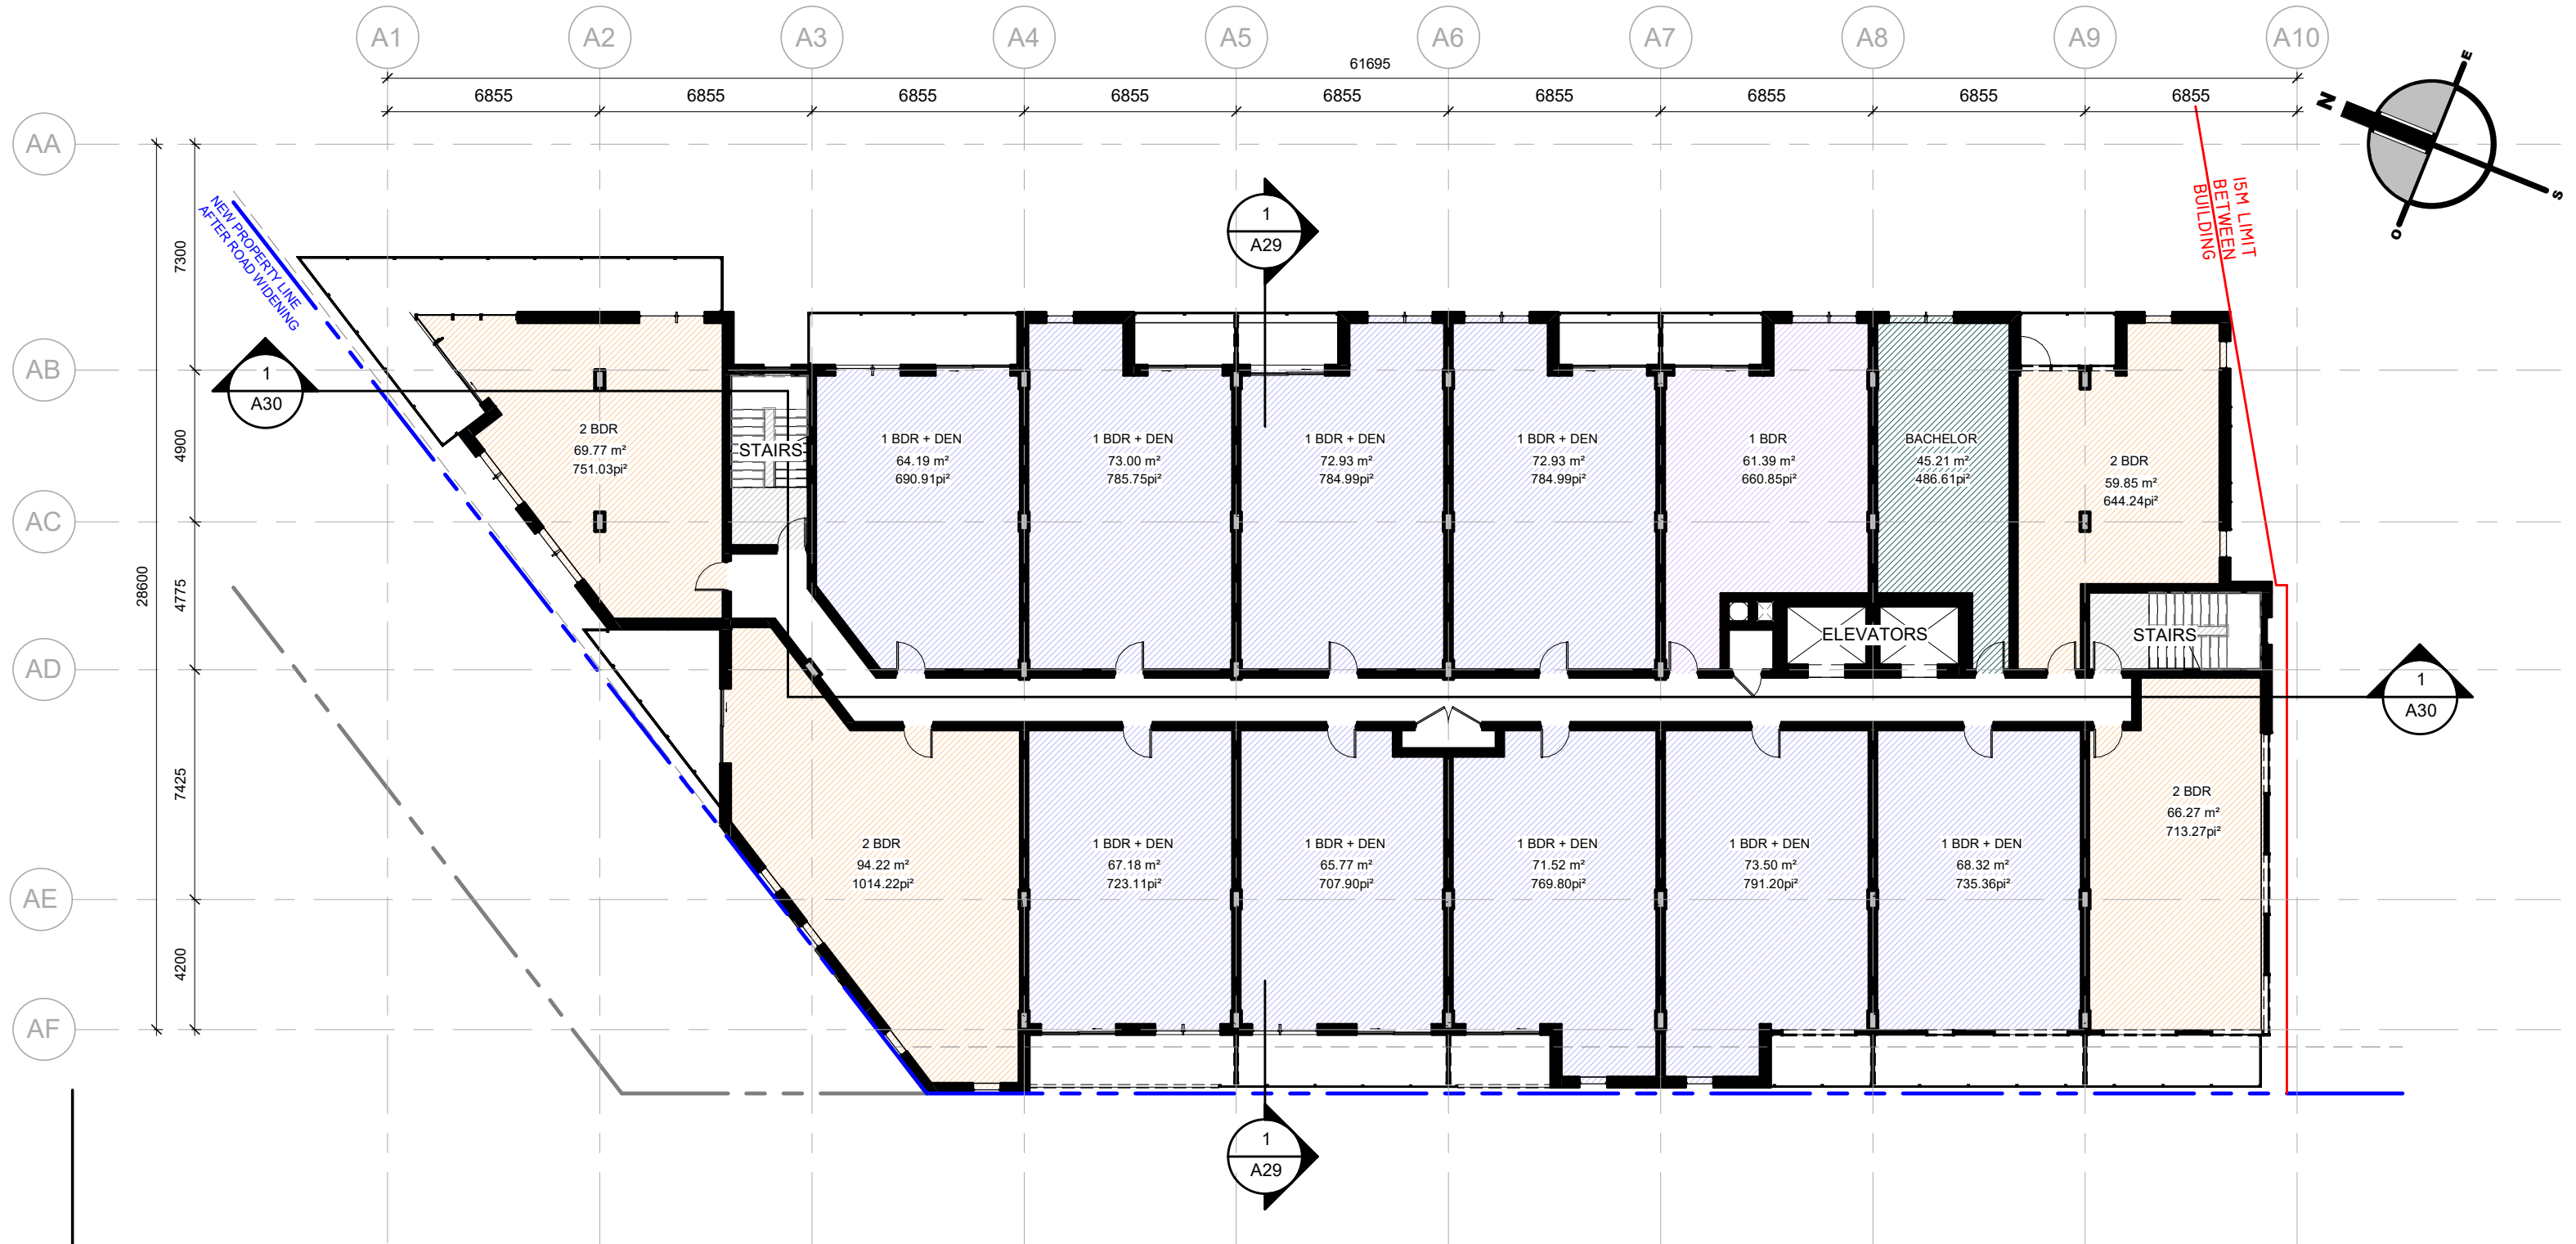 A1
A2
A3
A4
A5
A6
A7
A8
A9
A10
61695
6855
6855
6855
6855
6855
6855
6855
6855
6855
AA
AB
AC
AD
AE
AF
28600
7300
4900
4775
7425
4200
N
E
S
O
15M LIMIT
BETWEEN
BUILDING
NEW PROPERTY LINE
AFTER ROAD WIDENING
1
A29
1
A30
2 BDR
69.77 m²
751.03pi²
STAIRS
1 BDR + DEN
64.19 m²
690.91pi²
1 BDR + DEN
73.00 m²
785.75pi²
1 BDR + DEN
72.93 m²
784.99pi²
1 BDR + DEN
72.93 m²
784.99pi²
1 BDR
61.39 m²
660.85pi²
BACHELOR
45.21 m²
486.61pi²
2 BDR
59.85 m²
644.24pi²
ELEVATORS
STAIRS
1
A30
2 BDR
94.22 m²
1014.22pi²
1 BDR + DEN
67.18 m²
723.11pi²
1 BDR + DEN
65.77 m²
707.90pi²
1 BDR + DEN
71.52 m²
769.80pi²
1 BDR + DEN
73.50 m²
791.20pi²
1 BDR + DEN
68.32 m²
735.36pi²
2 BDR
66.27 m²
713.27pi²
1
A29